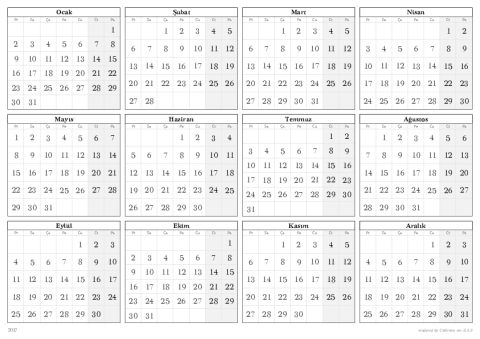 Ocak
Pt Sa Ça Pe Cu Ct Pa
1
2 3 4 5 6 7 8
9 10 11 12 13 14 15
16 17 18 19 20 21 22
23 24 25 26 27 28 29
30 31
Şubat
Pt Sa Ça Pe Cu Ct Pa
1 2 3 4 5
6 7 8 9 10 11 12
13 14 15 16 17 18 19
20 21 22 23 24 25 26
27 28
Mart
Pt Sa Ça Pe Cu Ct Pa
1 2 3 4 5
6 7 8 9 10 11 12
13 14 15 16 17 18 19
20 21 22 23 24 25 26
27 28 29 30 31
Nisan
Pt Sa Ça Pe Cu Ct Pa
1 2
3 4 5 6 7 8 9
10 11 12 13 14 15 16
17 18 19 20 21 22 23
24 25 26 27 28 29 30
Mayıs
Pt Sa Ça Pe Cu Ct Pa
1 2 3 4 5 6 7
8 9 10 11 12 13 14
15 16 17 18 19 20 21
22 23 24 25 26 27 28
29 30 31
Haziran
Pt Sa Ça Pe Cu Ct Pa
1 2 3 4
5 6 7 8 9 10 11
12 13 14 15 16 17 18
19 20 21 22 23 24 25
26 27 28 29 30
Temmuz
Pt Sa Ça Pe Cu Ct Pa
1 2
3 4 5 6 7 8 9
10 11 12 13 14 15 16
17 18 19 20 21 22 23
24 25 26 27 28 29 30
31
Ağustos
Pt Sa Ça Pe Cu Ct Pa
1 2 3 4 5 6
7 8 9 10 11 12 13
14 15 16 17 18 19 20
21 22 23 24 25 26 27
28 29 30 31
Eylül
Pt Sa Ça Pe Cu Ct Pa
1 2 3
4 5 6 7 8 9 10
11 12 13 14 15 16 17
18 19 20 21 22 23 24
25 26 27 28 29 30
Ekim
Pt Sa Ça Pe Cu Ct Pa
1
2 3 4 5 6 7 8
9 10 11 12 13 14 15
16 17 18 19 20 21 22
23 24 25 26 27 28 29
30 31
Kasım
Pt Sa Ça Pe Cu Ct Pa
1 2 3 4 5
6 7 8 9 10 11 12
13 14 15 16 17 18 19
20 21 22 23 24 25 26
27 28 29 30
Aralık
Pt Sa Ça Pe Cu Ct Pa
1 2 3
4 5 6 7 8 9 10
11 12 13 14 15 16 17
18 19 20 21 22 23 24
25 26 27 28 29 30 31